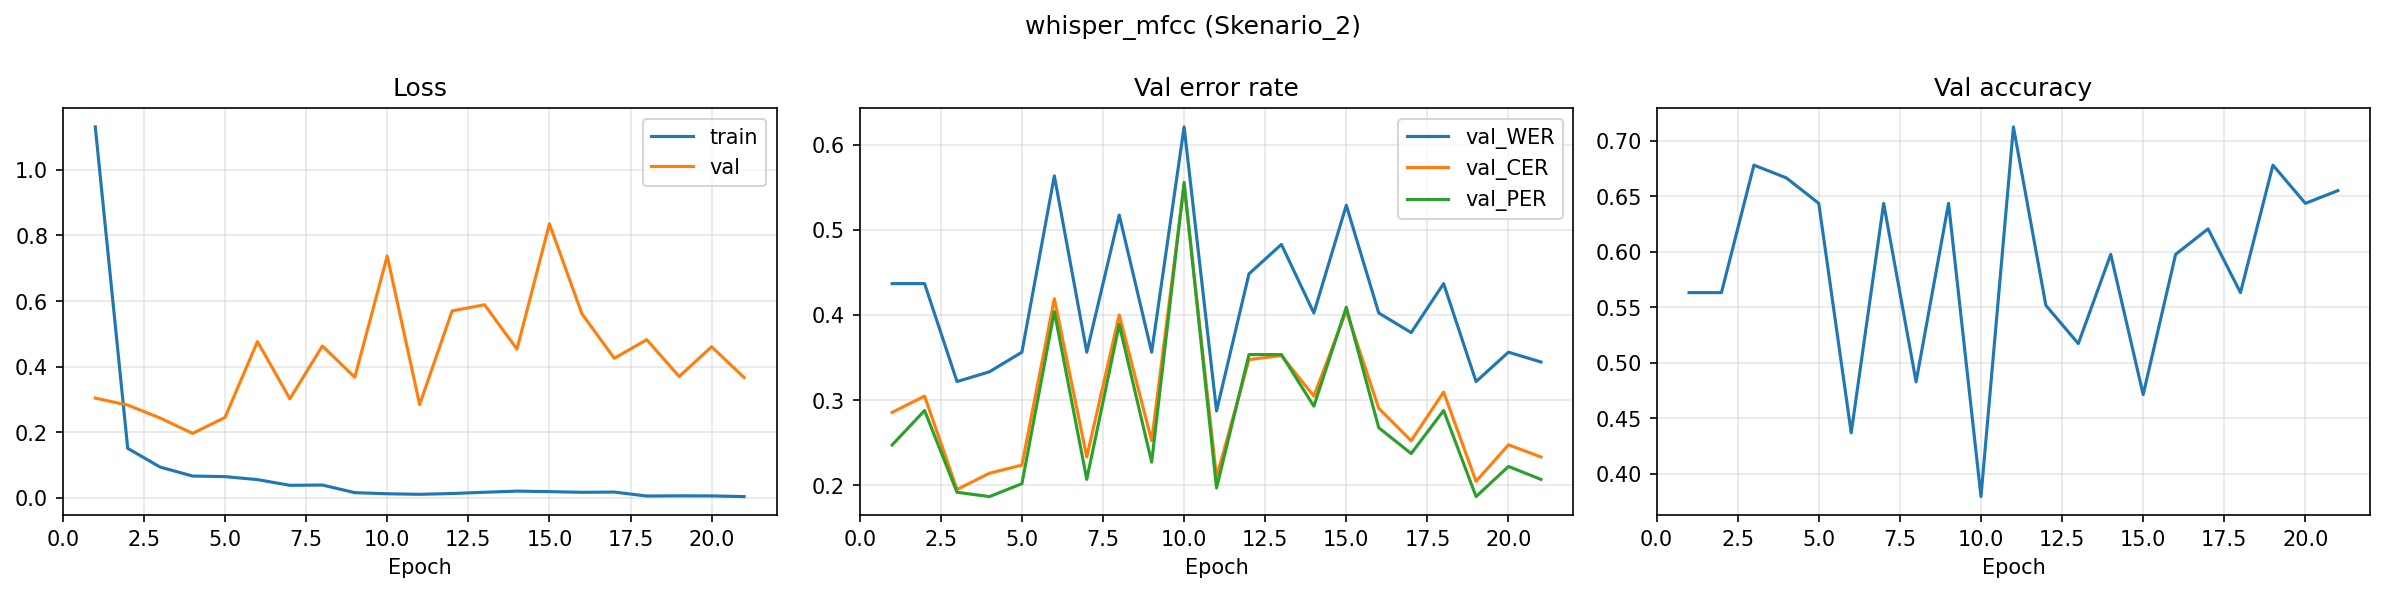 whisper_mfcc (Skenario_2)
Loss
1.0
0.8
0.6
0.4
0.2
0.0
train
val
0.0 2.5 5.0 7.5 10.0 12.5 15.0 17.5 20.0
Epoch
Val error rate
0.6
0.5
0.4
0.3
0.2
val_WER
val_CER
val_PER
0.0 2.5 5.0 7.5 10.0 12.5 15.0 17.5 20.0
Epoch
Val accuracy
0.70
0.65
0.60
0.55
0.50
0.45
0.40
0.0 2.5 5.0 7.5 10.0 12.5 15.0 17.5 20.0
Epoch